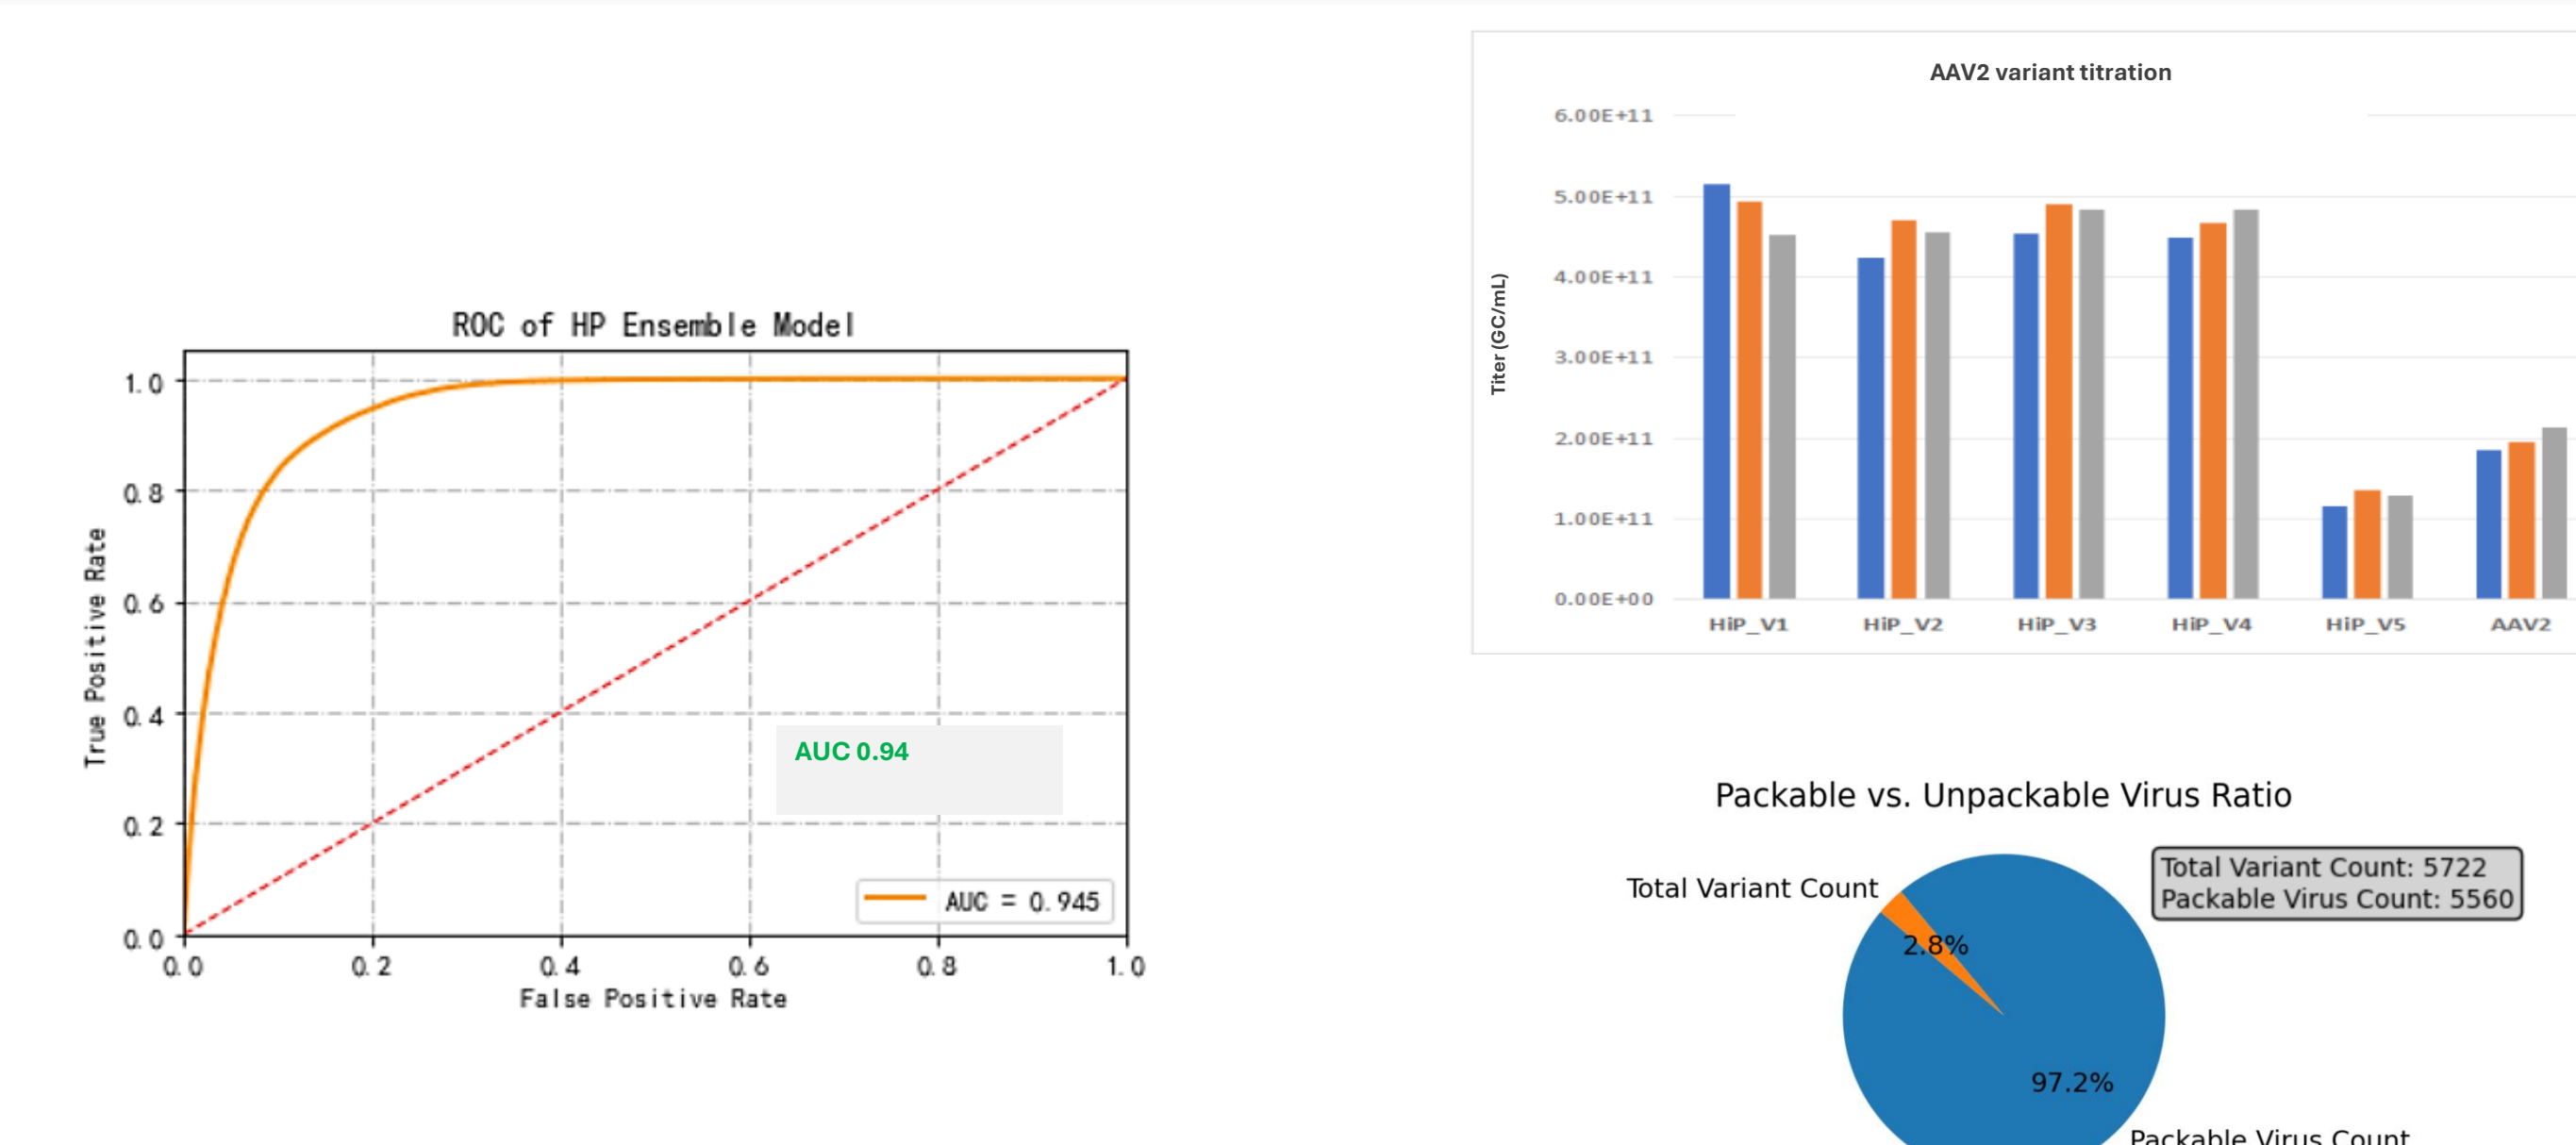 ROC of HP Ensemble Model
1.0
0.8
0.6
0.4
0.2
0.0
True Positive Rate
AUC 0.94
AUC = 0.945
0.0 0.2 0.4 0.6 0.8 1.0
False Positive Rate
AAV2 variant titration
6.00E+11
5.00E+11
4.00E+11
3.00E+11
2.00E+11
1.00E+11
0.00E+00
Titer (GC/mL)
HiP_V1 HiP_V2 HiP_V3 HiP_V4 HiP_V5 AAV2
Packable vs. Unpackable Virus Ratio
Total Variant Count
Total Variant Count: 5722
Packable Virus Count: 5560
2.8%
97.2%
Packable Virus Count